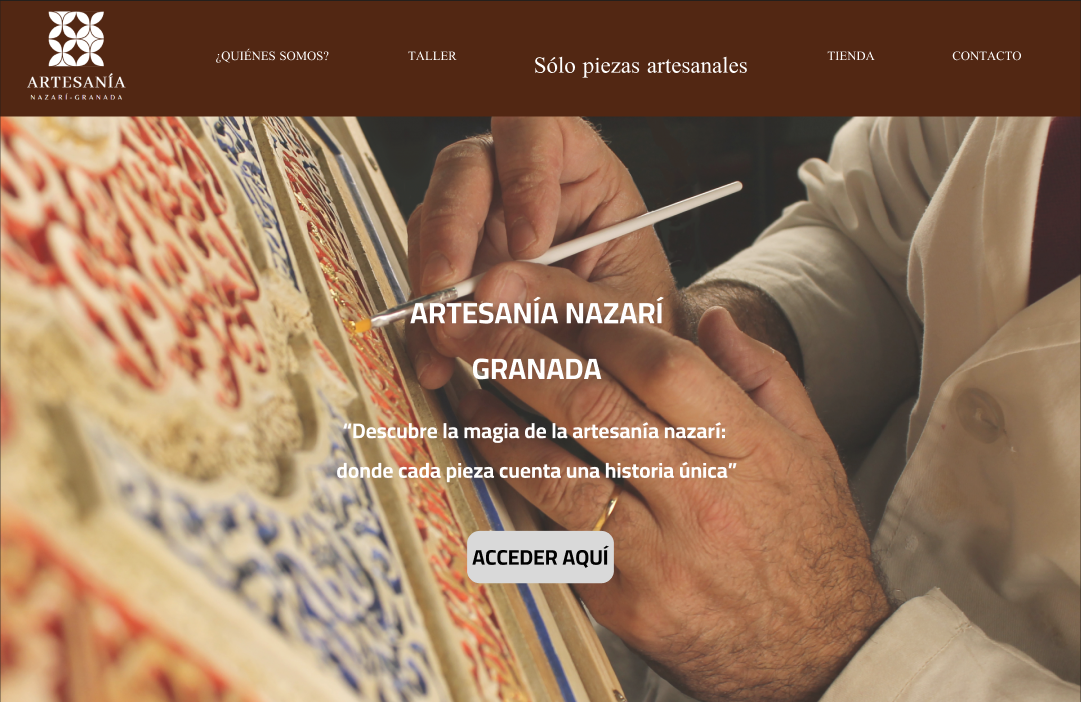 ARTESANÍA
NAZARÍ-GRANADA
¿QUIÉNES SOMOS?
TALLER
Sólo piezas artesanales
TIENDA
CONTACTO
ARTESANÍA NAZARÍ
GRANADA
“Descubre la magia de la artesanía nazarí:
donde cada pieza cuenta una historia única”
ACCEDER AQUÍ